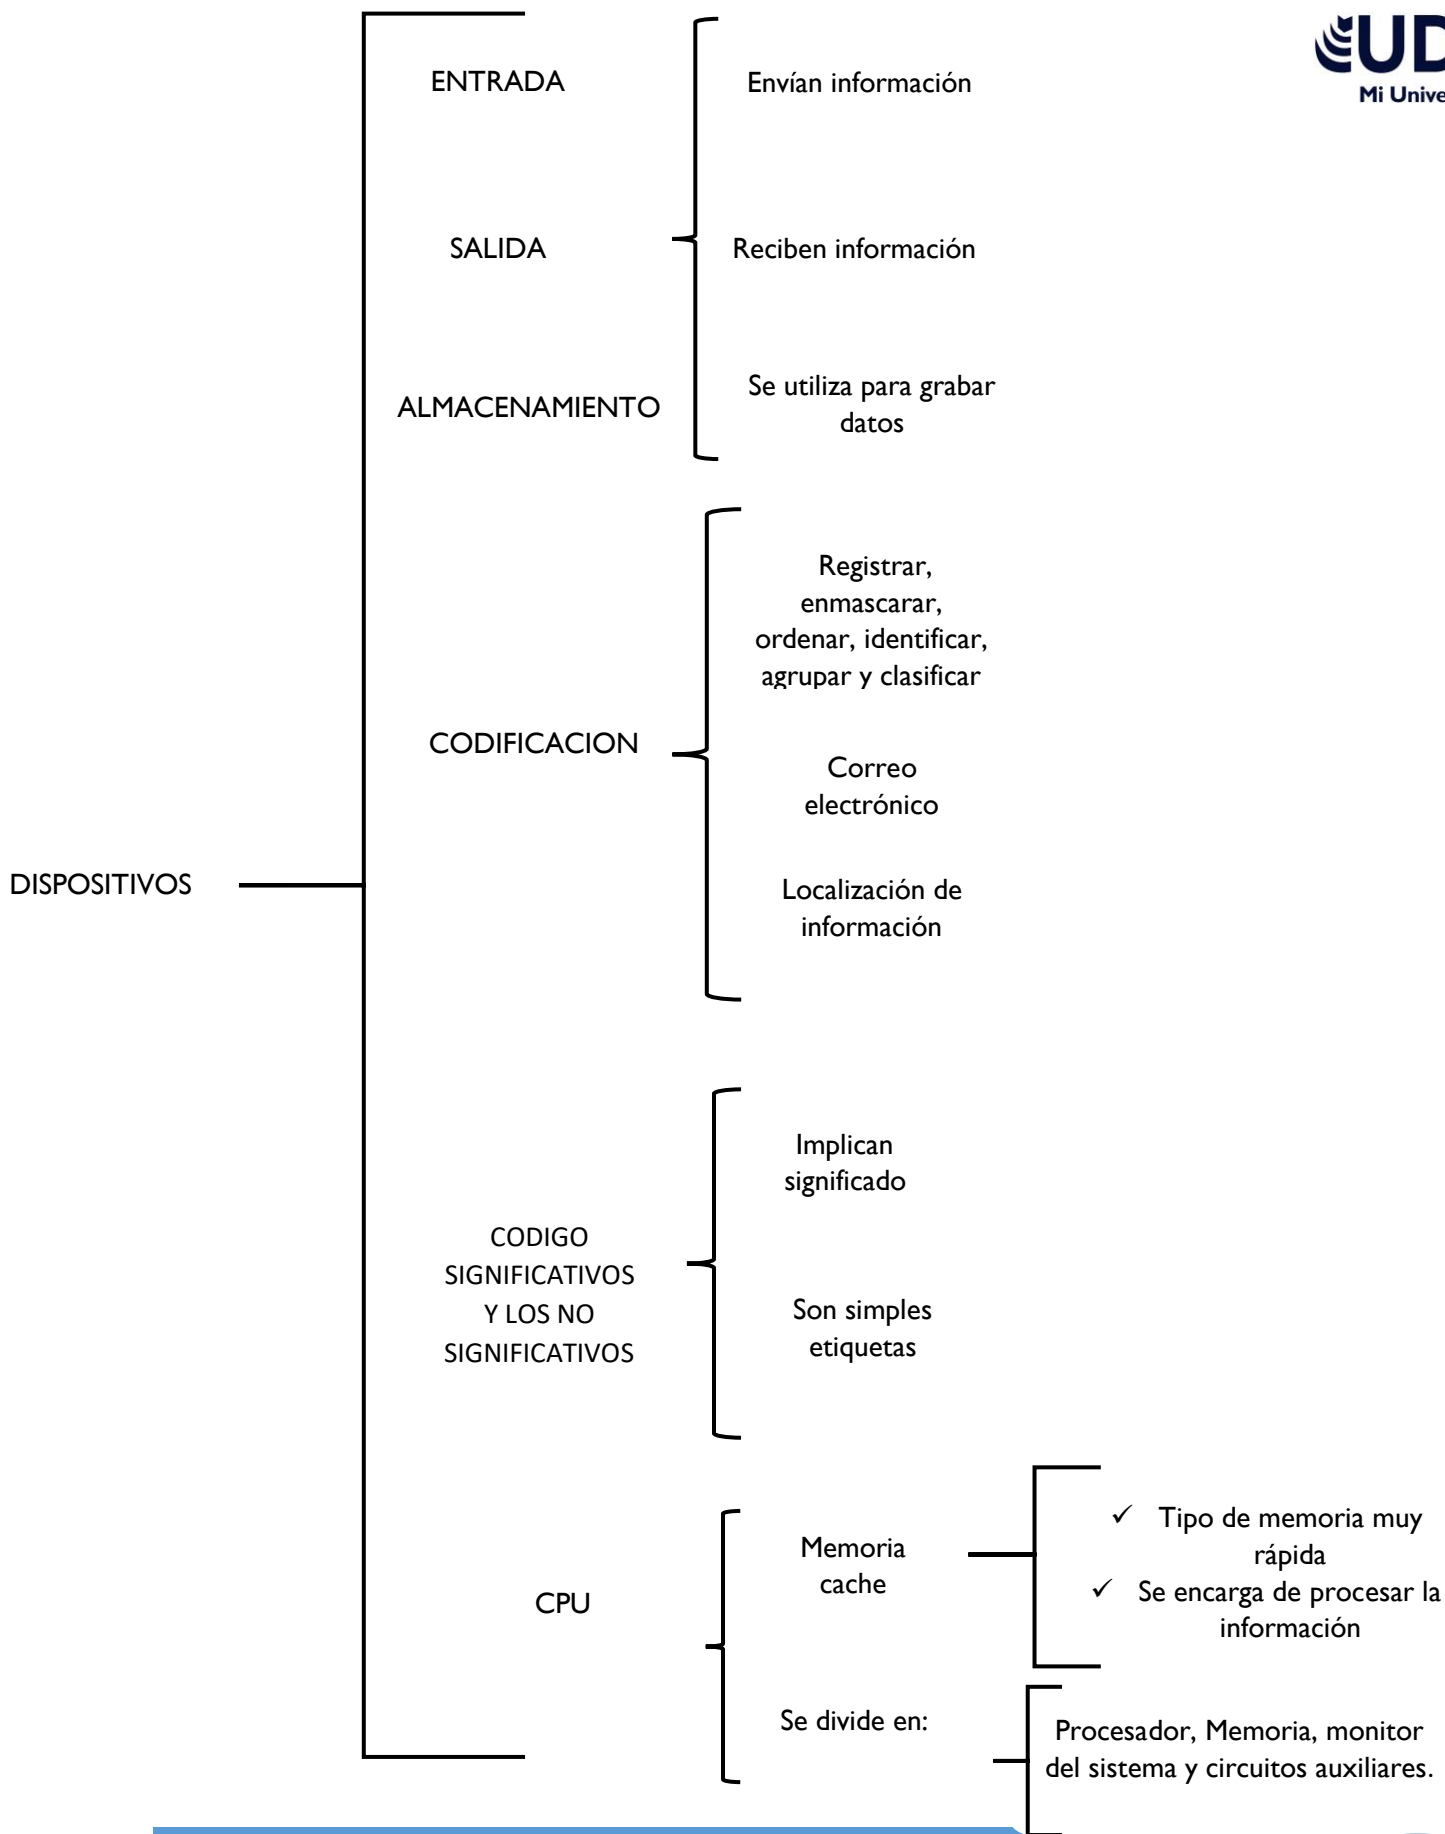 Mi Unive
ENTRADA
Envían información
SALIDA
Reciben información
ALMACENAMIENTO
Se utiliza para grabar
datos
CODIFICACION
Registrar,
enmascarar,
ordenar, identificar,
agrupar y clasificar
Correo
electrónico
Localización de
información
DISPOSITIVOS
CODIGO
SIGNIFICATIVOS
Y LOS NO
SIGNIFICATIVOS
Implican
significado
Son simples
etiquetas
CPU
Memoria
cache
✓ Tipo de memoria muy
rápida
✓ Se encarga de procesar la
información
Se divide en:
Procesador, Memoria, monitor
del sistema y circuitos auxiliares.